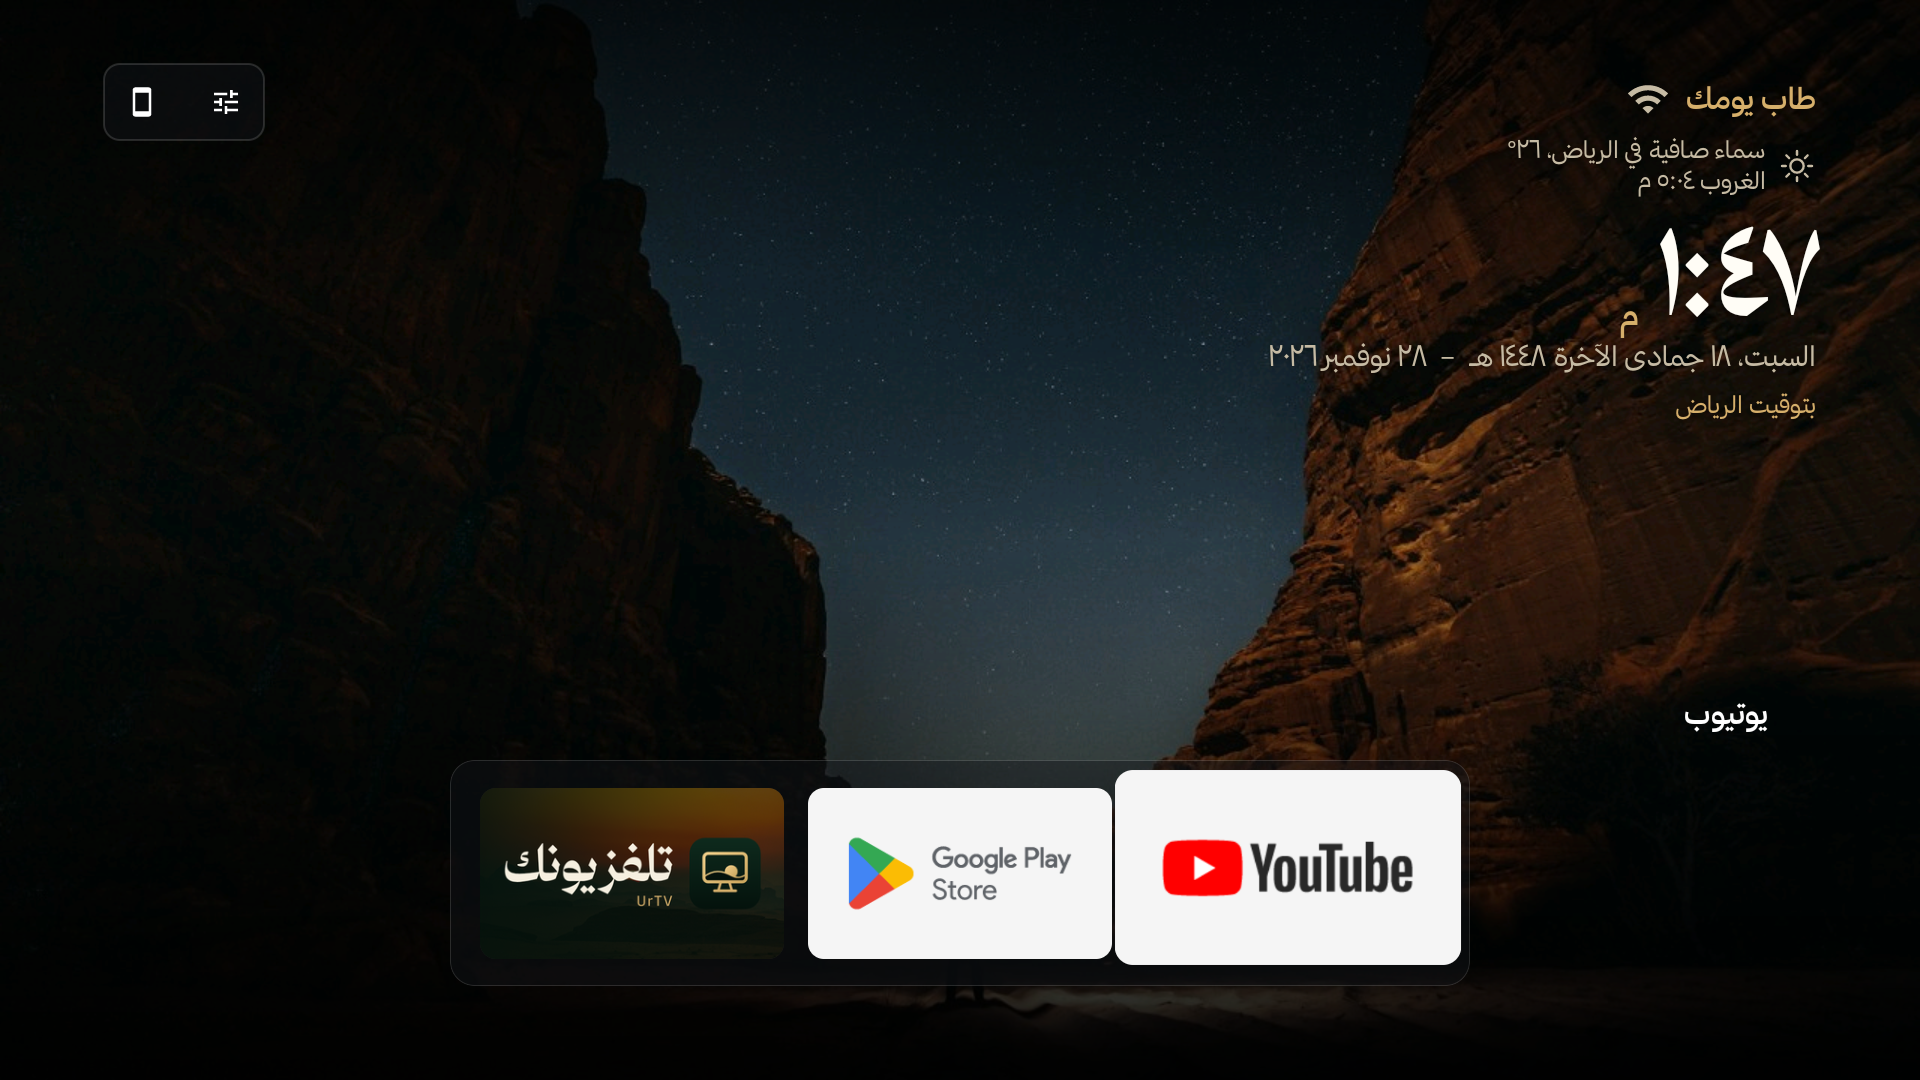 طاب يومك
سماء صافية في الرياض، ٢٦°
الغروب ٥:٠٤ م
١:٤٧ م
السبت، ١٨ جمادى الآخرة ١٤٤٨ هـ – ٢٨ نوفمبر ٢٠٢٦
بتوقيت الرياض
يوتيوب
YouTube
Google Play
Store
تلفزيونك
UrTV